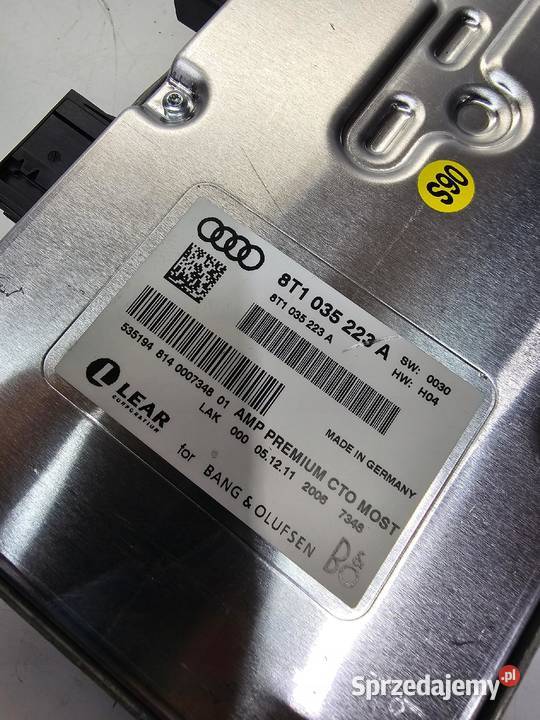 S90
8T1 035 223 A
8T1 035 223 A
SW: 0030
HW: H04
535194 814 0007348 01
AMP PREMIUM CTO MOST
MADE IN GERMANY
LEAR
CORPORATION
LAK 000 05.12.11 2006 7348
for BANG & OLUFSEN
B&O
Sprzedajemy.pl